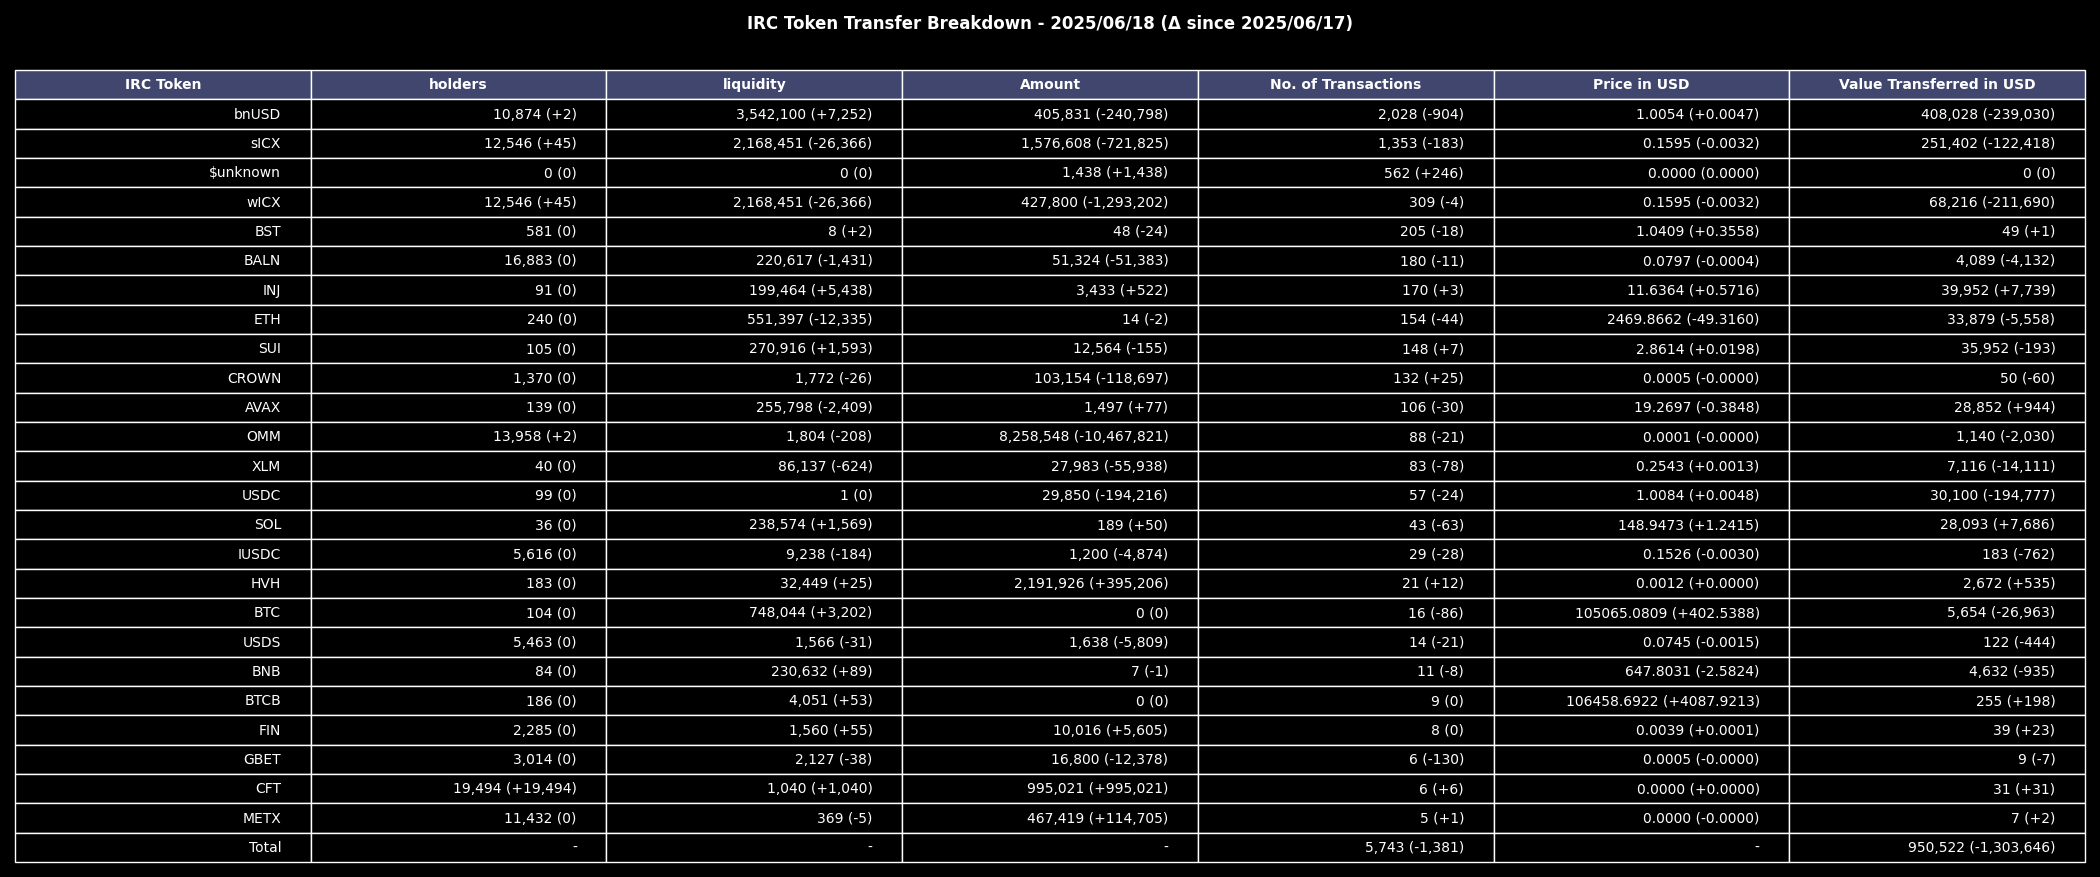 IRC Token Transfer Breakdown - 2025/06/18 (Δ since 2025/06/17)
IRC Token holders liquidity Amount No. of Transactions Price in USD Value Transferred in USD
bnUSD 10,874 (+2) 3,542,100 (+7,252) 405,831 (-240,798) 2,028 (-904) 1.0054 (+0.0047) 408,028 (-239,030)
sICX 12,546 (+45) 2,168,451 (-26,366) 1,576,608 (-721,825) 1,353 (-183) 0.1595 (-0.0032) 251,402 (-122,418)
$unknown 0 (0) 0 (0) 1,438 (+1,438) 562 (+246) 0.0000 (0.0000) 0 (0)
wICX 12,546 (+45) 2,168,451 (-26,366) 427,800 (-1,293,202) 309 (-4) 0.1595 (-0.0032) 68,216 (-211,690)
BST 581 (0) 8 (+2) 48 (-24) 205 (-18) 1.0409 (+0.3558) 49 (+1)
BALN 16,883 (0) 220,617 (-1,431) 51,324 (-51,383) 180 (-11) 0.0797 (-0.0004) 4,089 (-4,132)
INJ 91 (0) 199,464 (+5,438) 3,433 (+522) 170 (+3) 11.6364 (+0.5716) 39,952 (+7,739)
ETH 240 (0) 551,397 (-12,335) 14 (-2) 154 (-44) 2469.8662 (-49.3160) 33,879 (-5,558)
SUI 105 (0) 270,916 (+1,593) 12,564 (-155) 148 (+7) 2.8614 (+0.0198) 35,952 (-193)
CROWN 1,370 (0) 1,772 (-26) 103,154 (-118,697) 132 (+25) 0.0005 (-0.0000) 50 (-60)
AVAX 139 (0) 255,798 (-2,409) 1,497 (+77) 106 (-30) 19.2697 (-0.3848) 28,852 (+944)
OMM 13,958 (+2) 1,804 (-208) 8,258,548 (-10,467,821) 88 (-21) 0.0001 (-0.0000) 1,140 (-2,030)
XLM 40 (0) 86,137 (-624) 27,983 (-55,938) 83 (-78) 0.2543 (+0.0013) 7,116 (-14,111)
USDC 99 (0) 1 (0) 29,850 (-194,216) 57 (-24) 1.0084 (+0.0048) 30,100 (-194,777)
SOL 36 (0) 238,574 (+1,569) 189 (+50) 43 (-63) 148.9473 (+1.2415) 28,093 (+7,686)
IUSDC 5,616 (0) 9,238 (-184) 1,200 (-4,874) 29 (-28) 0.1526 (-0.0030) 183 (-762)
HVH 183 (0) 32,449 (+25) 2,191,926 (+395,206) 21 (+12) 0.0012 (+0.0000) 2,672 (+535)
BTC 104 (0) 748,044 (+3,202) 0 (0) 16 (-86) 105065.0809 (+402.5388) 5,654 (-26,963)
USDS 5,463 (0) 1,566 (-31) 1,638 (-5,809) 14 (-21) 0.0745 (-0.0015) 122 (-444)
BNB 84 (0) 230,632 (+89) 7 (-1) 11 (-8) 647.8031 (-2.5824) 4,632 (-935)
BTCB 186 (0) 4,051 (+53) 0 (0) 9 (0) 106458.6922 (+4087.9213) 255 (+198)
FIN 2,285 (0) 1,560 (+55) 10,016 (+5,605) 8 (0) 0.0039 (+0.0001) 39 (+23)
GBET 3,014 (0) 2,127 (-38) 16,800 (-12,378) 6 (-130) 0.0005 (-0.0000) 9 (-7)
CFT 19,494 (+19,494) 1,040 (+1,040) 995,021 (+995,021) 6 (+6) 0.0000 (+0.0000) 31 (+31)
METX 11,432 (0) 369 (-5) 467,419 (+114,705) 5 (+1) 0.0000 (-0.0000) 7 (+2)
Total - - - 5,743 (-1,381) - 950,522 (-1,303,646)